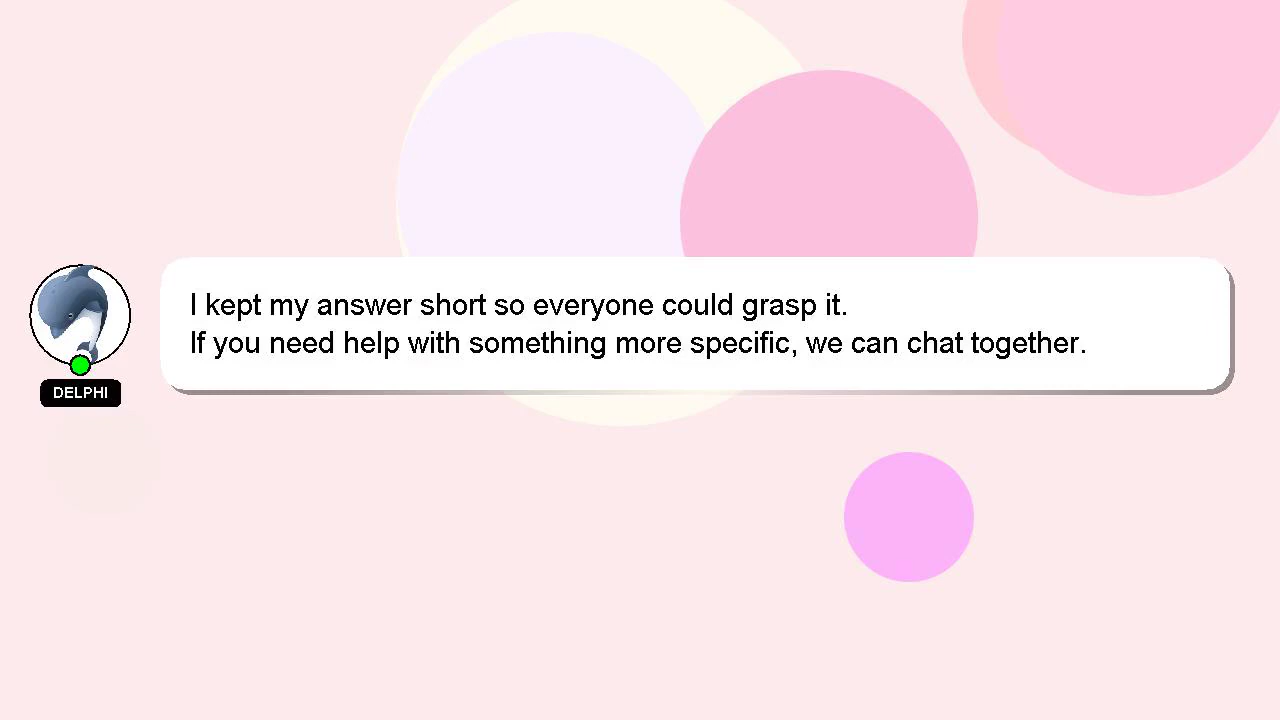 I kept my answer short so everyone could grasp it.
If you need help with something more specific, we can chat together.
DELPHI